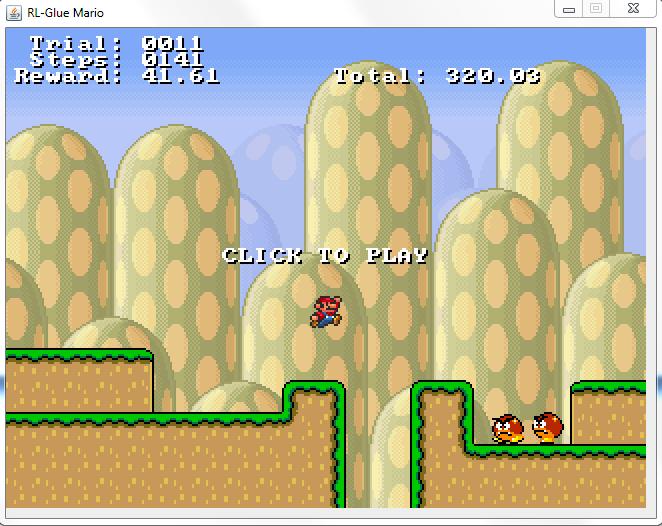 RL-Glue Mario
Trial: 0011
Steps: 0141
Reward: 41.61 Total: 320.03
CLICK TO PLAY